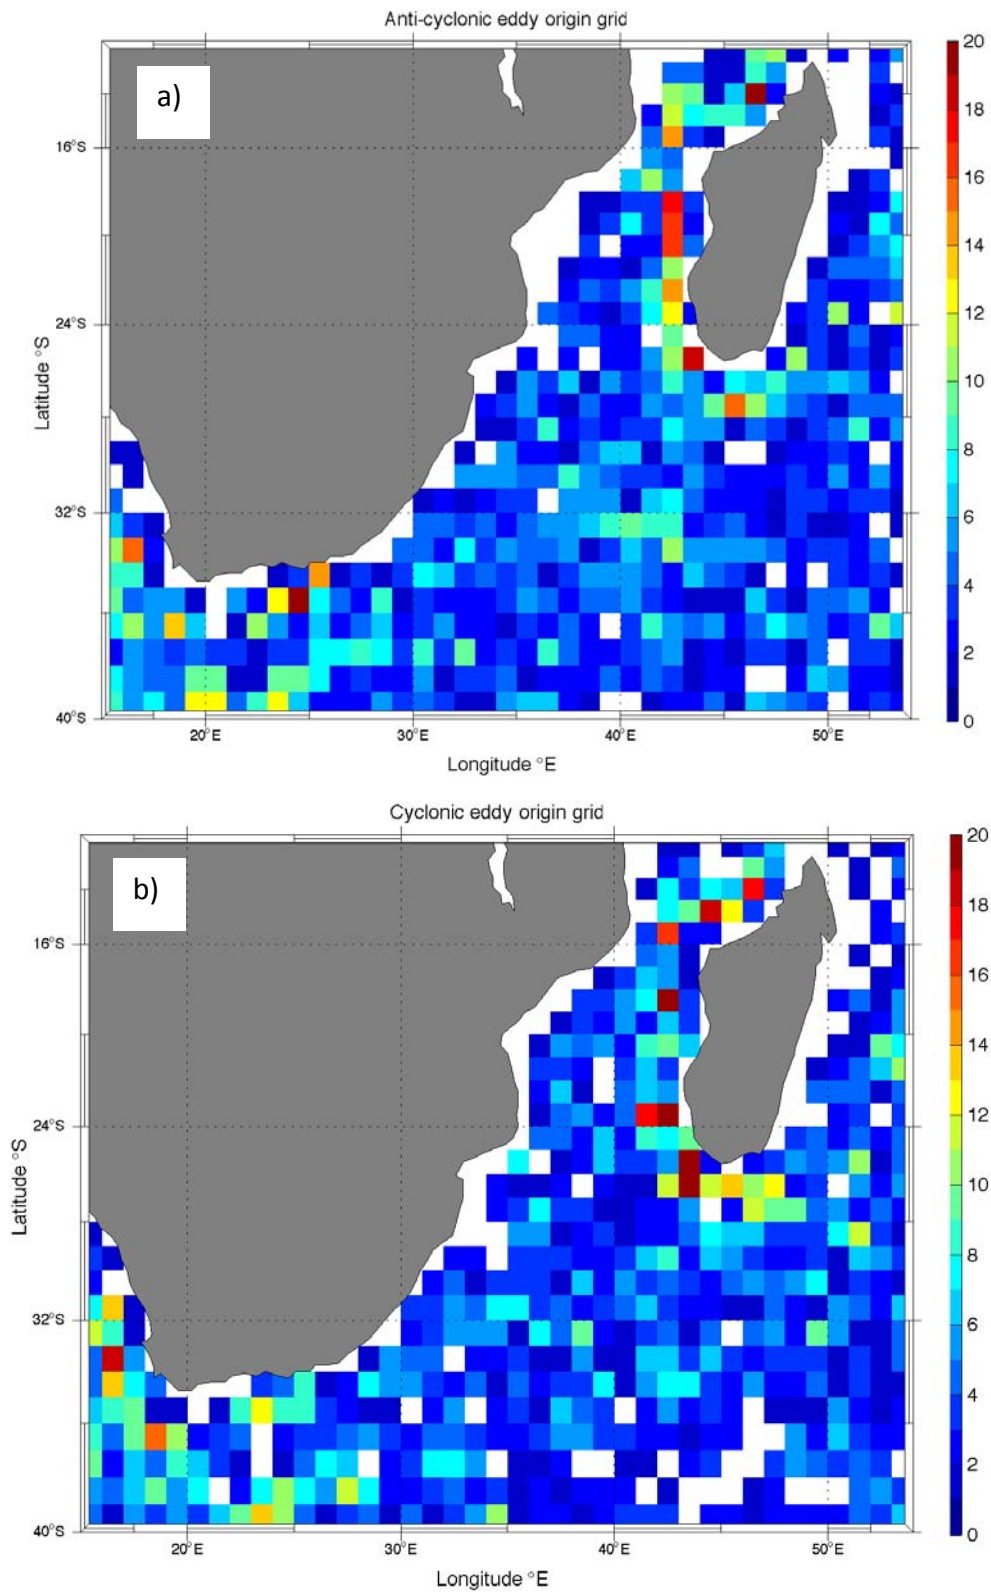 Anti-cyclonic eddy origin grid
a)
20
18
16
14
12
10
8
6
4
2
0
16°S
24°S
32°S
40°S
Latitude °S
20°E
30°E
40°E
50°E
Longitude °E
Cyclonic eddy origin grid
b)
20
18
16
14
12
10
8
6
4
2
0
16°S
24°S
32°S
40°S
Latitude °S
20°E
30°E
40°E
50°E
Longitude °E